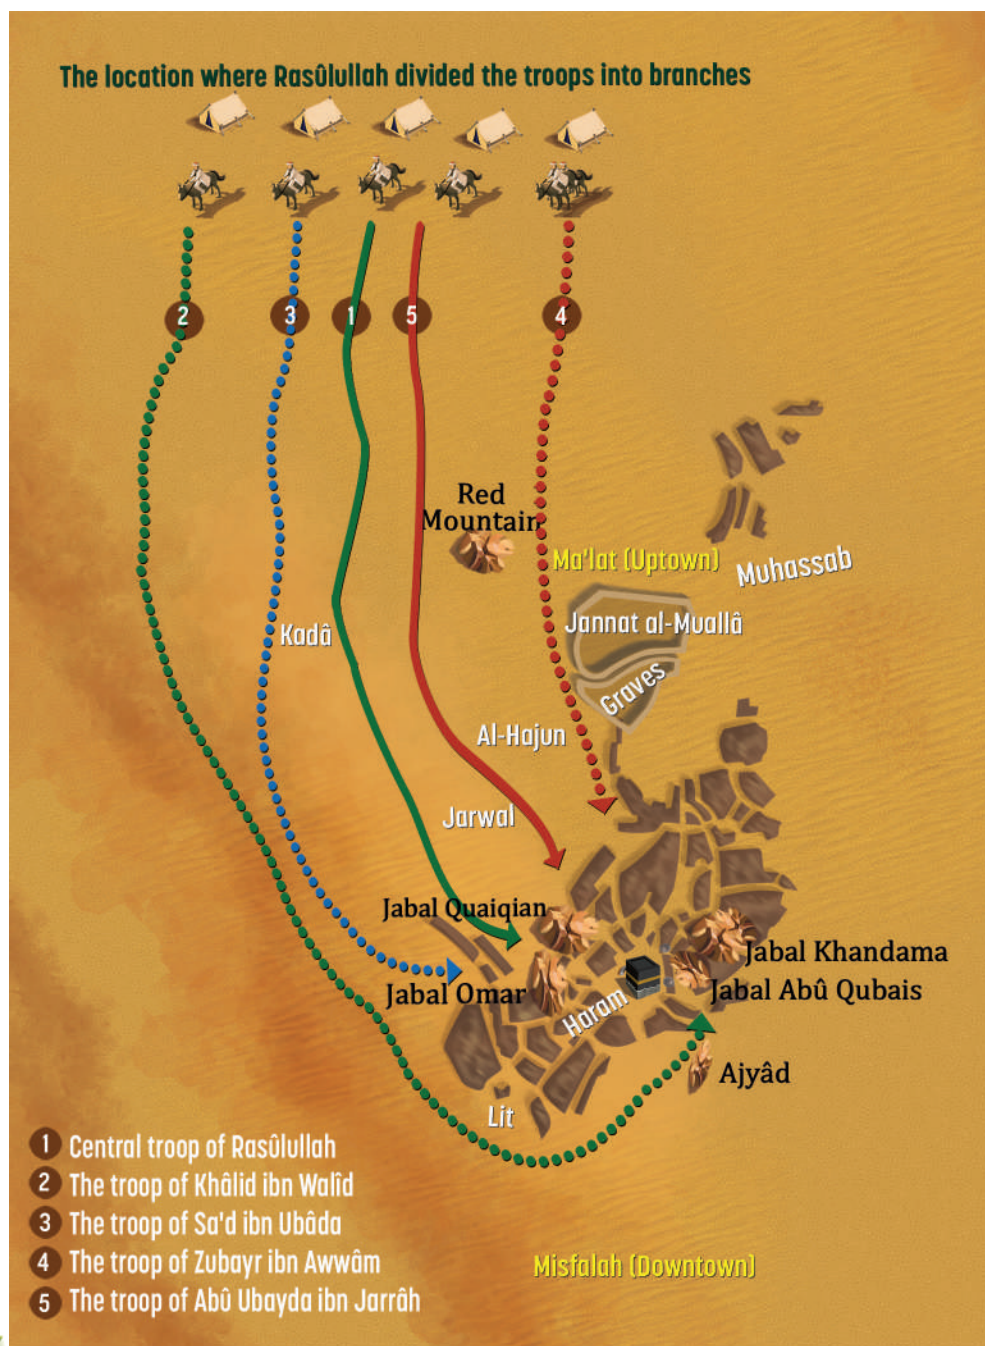 The location where Rasûlullah divided the troops into branches
2
3
1
5
4
Red
Mountain
Ma'lat (Uptown)
Muhassab
Jannat al-Muallâ
Kadâ
Graves
Al-Hajun
Jarwal
Jabal Quaiqian
Jabal Khandama
Jabal Omar
Haram
Jabal Abû Qubais
Ajyâd
Lit
1 Central troop of Rasûlullah
2 The troop of Khâlid ibn Walîd
3 The troop of Sa'd ibn Ubâda
4 The troop of Zubayr ibn Awwâm
5 The troop of Abû Ubayda ibn Jarrâh
Misfalah (Downtown)